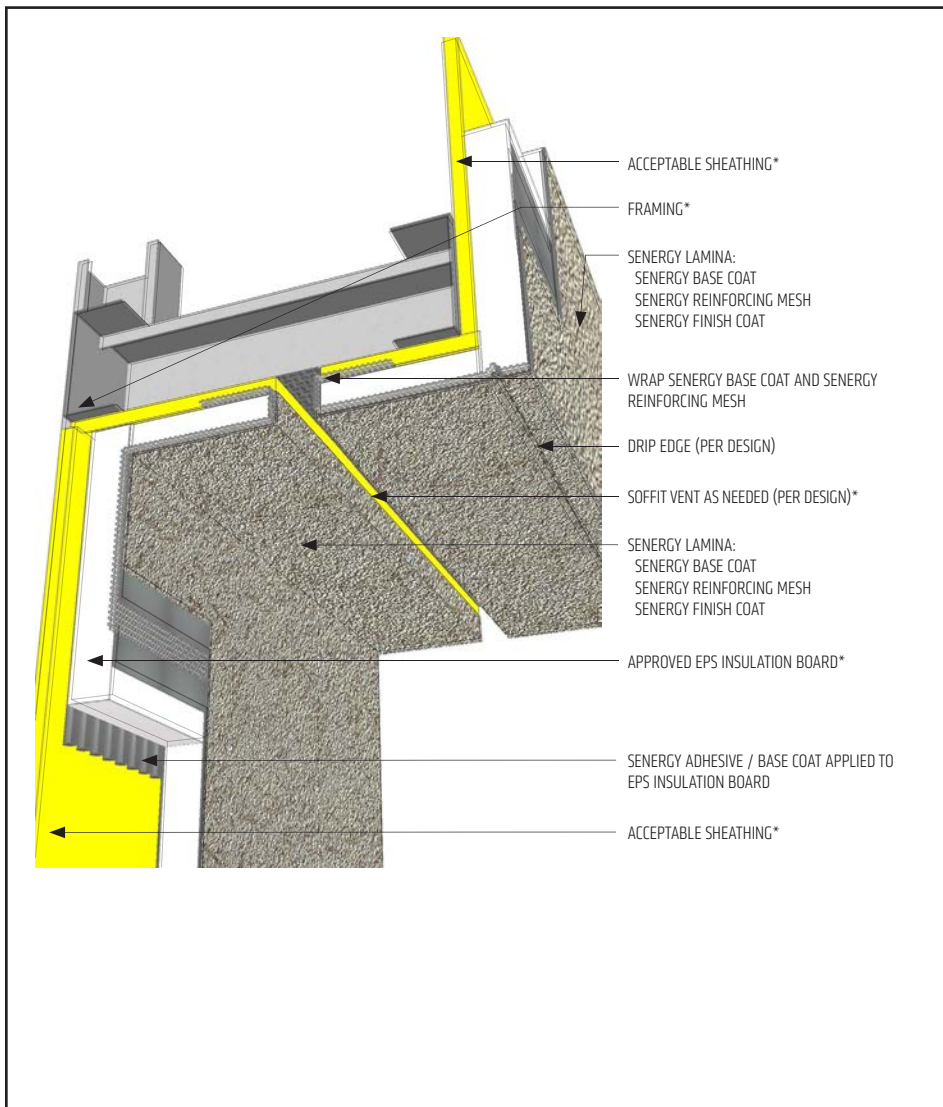 ACCEPTABLE SHEATHING*
FRAMING*
SENERGY LAMINA:
SENERGY BASE COAT
SENERGY REINFORCING MESH
SENERGY FINISH COAT
WRAP SENERGY BASE COAT AND SENERGY
REINFORCING MESH
DRIP EDGE (PER DESIGN)
SOFFIT VENT AS NEEDED (PER DESIGN)*
SENERGY LAMINA:
SENERGY BASE COAT
SENERGY REINFORCING MESH
SENERGY FINISH COAT
APPROVED EPS INSULATION BOARD*
SENERGY ADHESIVE / BASE COAT APPLIED TO
EPS INSULATION BOARD
ACCEPTABLE SHEATHING*